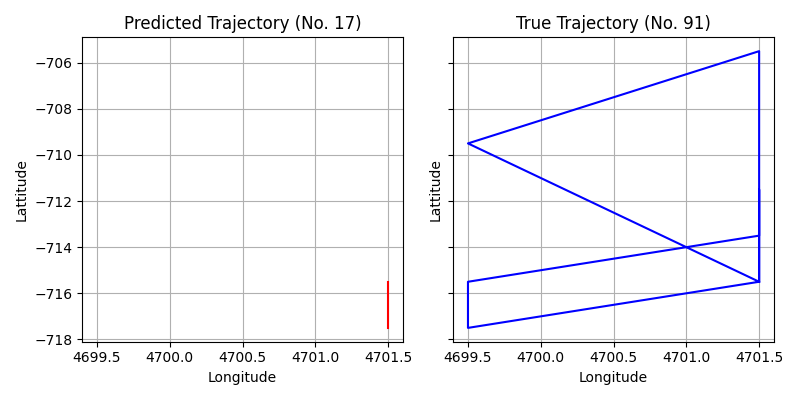 Predicted Trajectory (No. 17)
True Trajectory (No. 91)
Lattitude
−706
−708
−710
−712
−714
−716
−718
4699.5 4700.0 4700.5 4701.0 4701.5
Longitude
Lattitude
4699.5 4700.0 4700.5 4701.0 4701.5
Longitude